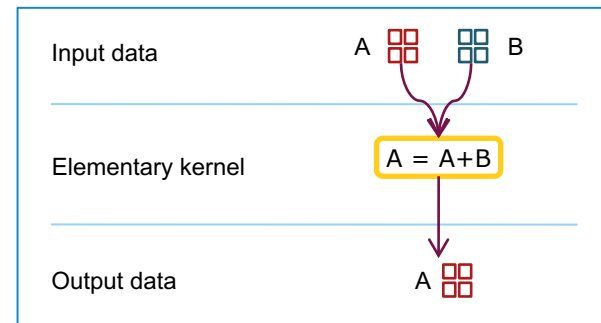 Input data
A
B
Elementary kernel
A = A+B
Output data
A